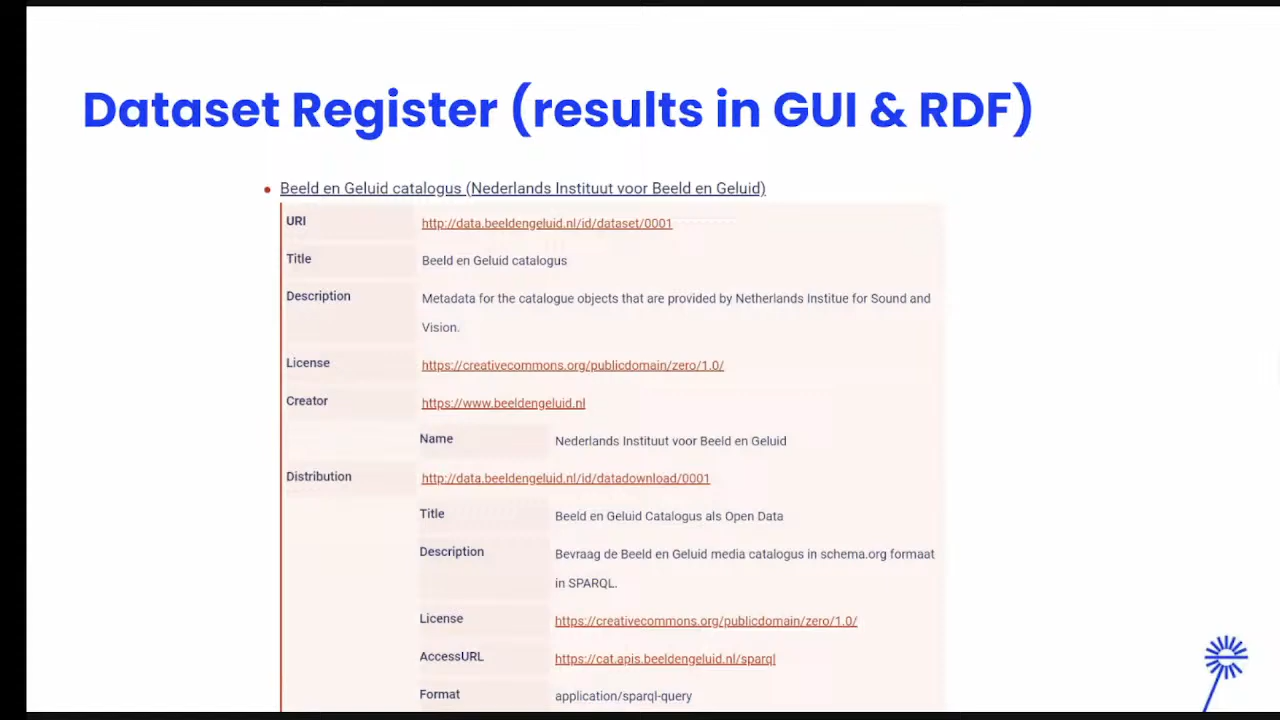 Dataset Register (results in GUI & RDF)
Beeld en Geluid catalogus (Nederlands Instituut voor Beeld en Geluid)
URI http://data.beeldengeluid.nl/id/dataset/0001
Title Beeld en Geluid catalogus
Description Metadata for the catalogue objects that are provided by Netherlands Institue for Sound and
Vision.
License https://creativecommons.org/publicdomain/zero/1.0/
Creator https://www.beeldengeluid.nl
Name Nederlands Instituut voor Beeld en Geluid
Distribution http://data.beeldengeluid.nl/id/datadownload/0001
Title Beeld en Geluid Catalogus als Open Data
Description Bevraag de Beeld en Geluid media catalogus in schema.org formaat
in SPARQL.
License https://creativecommons.org/publicdomain/zero/1.0/
AccessURL https://cat.apis.beeldengeluid.nl/sparql
Format application/sparql-query